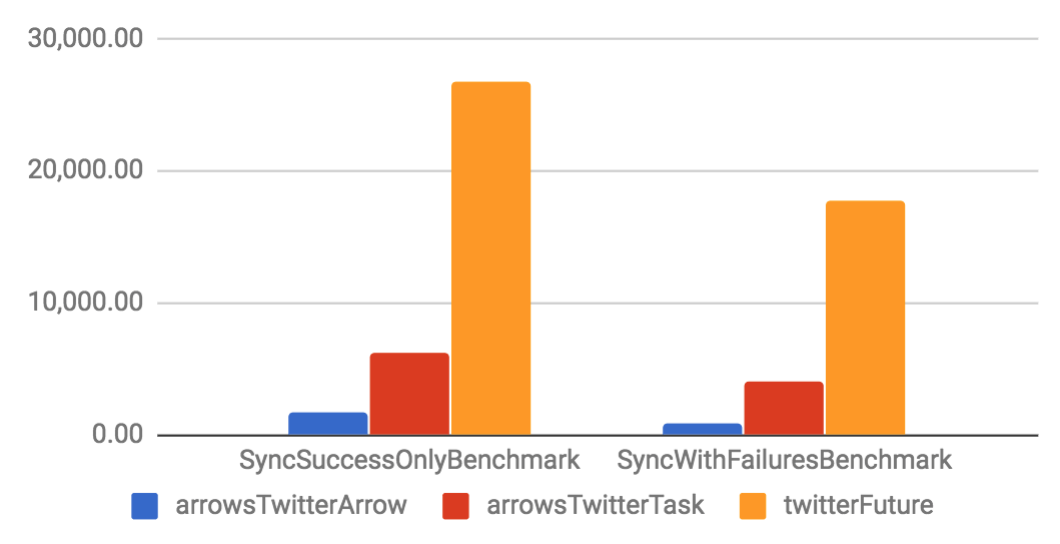 30,000.00
20,000.00
10,000.00
0.00
SyncSuccessOnlyBenchmark SyncWithFailuresBenchmark
arrowsTwitterArrow arrowsTwitterTask twitterFuture